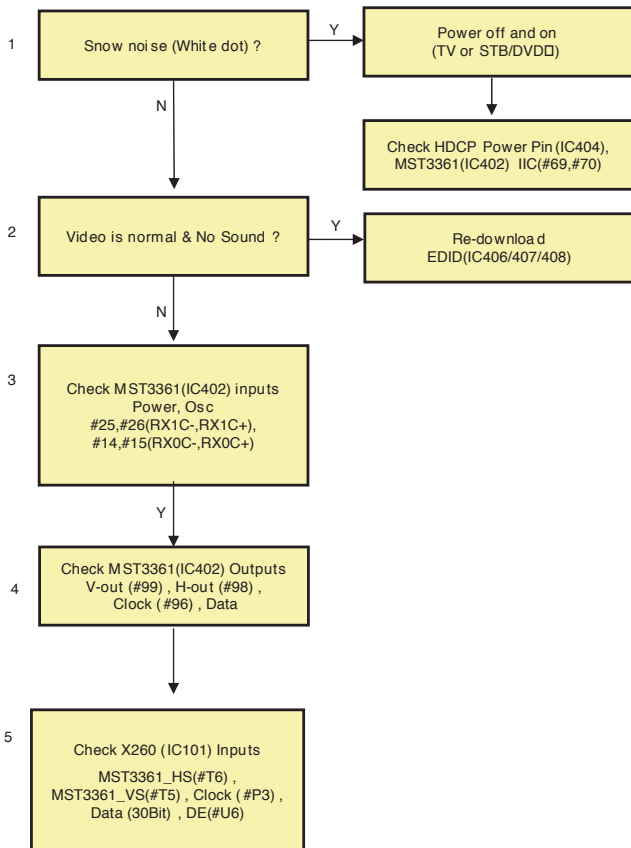 1
Snow noise (White dot) ?
Y
Power off and on
(TV or STB/DVD□
N
Check HDCP Power Pin(IC404),
MST3361(IC402) IIC(#69,#70)
2
Video is normal & No Sound ?
Y
Re-download
EDID(IC406/407/408)
N
3
Check MST3361(IC402) inputs
Power, Osc
#25,#26(RX1C-,RX1C+),
#14,#15(RX0C-,RX0C+)
Y
4
Check MST3361(IC402) Outputs
V-out (#99) , H-out (#98) ,
Clock (#96) , Data
5
Check X260 (IC101) Inputs
MST3361_HS(#T6) ,
MST3361_VS(#T5) , Clock (#P3) ,
Data (30Bit) , DE(#U6)